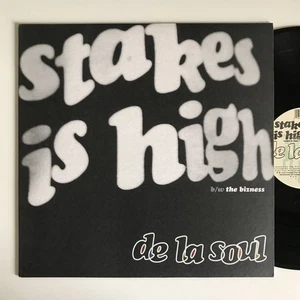 stakes
is high
b/w the bizness
de la soul
stakes
is high
de la